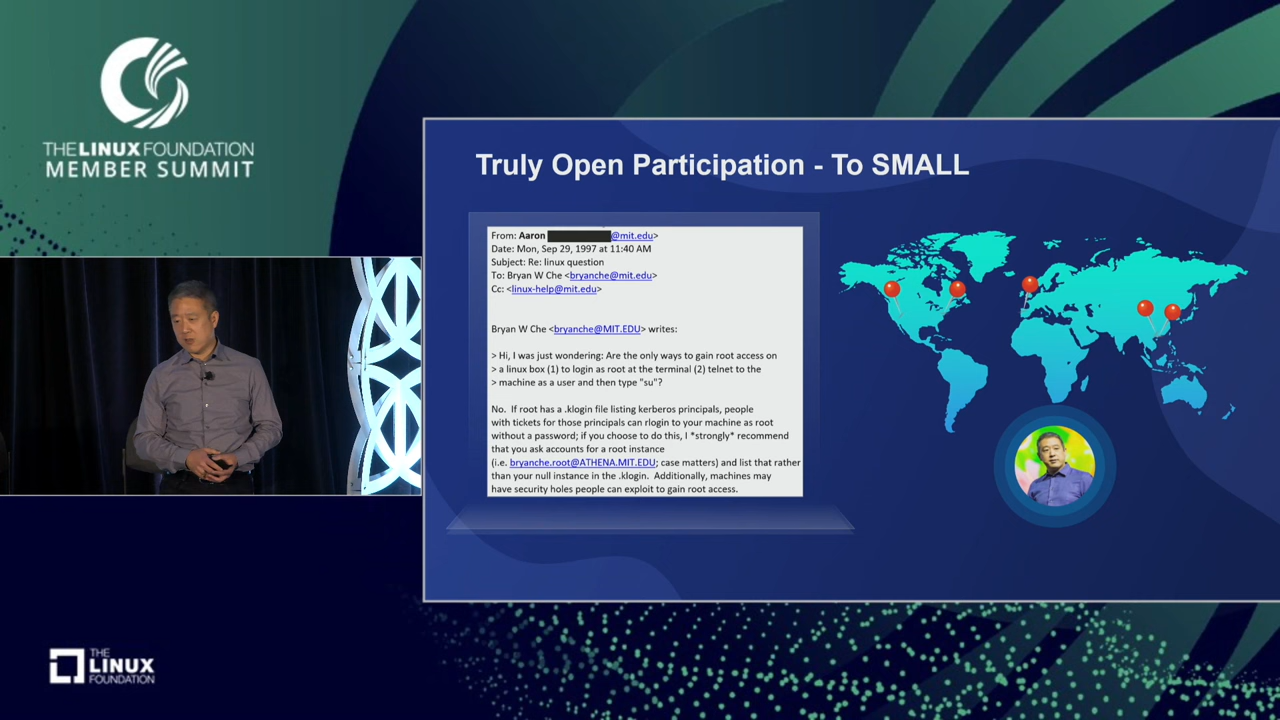 THE LINUX FOUNDATION
MEMBER SUMMIT
Truly Open Participation - To SMALL
From: Aaron @mit.edu>
Date: Mon, Sep 29, 1997 at 11:40 AM
Subject: Re: linux question
To: Bryan W Che <bryanche@mit.edu>
Cc: <linux-help@mit.edu>
Bryan W Che <bryanche@MIT.EDU> writes:
> Hi, I was just wondering: Are the only ways to gain root access on
> a linux box (1) to login as root at the terminal (2) telnet to the
> machine as a user and then type "su"?
No. If root has a .klogin file listing kerberos principals, people
with tickets for those principals can rlogin to your machine as root
without a password; if you choose to do this, I *strongly* recommend
that you ask accounts for a root instance
(i.e. bryanche.root@ATHENA.MIT.EDU; case matters) and list that rather
than your null instance in the .klogin. Additionally, machines may
have security holes people can exploit to gain root access.
THE
LINUX
FOUNDATION